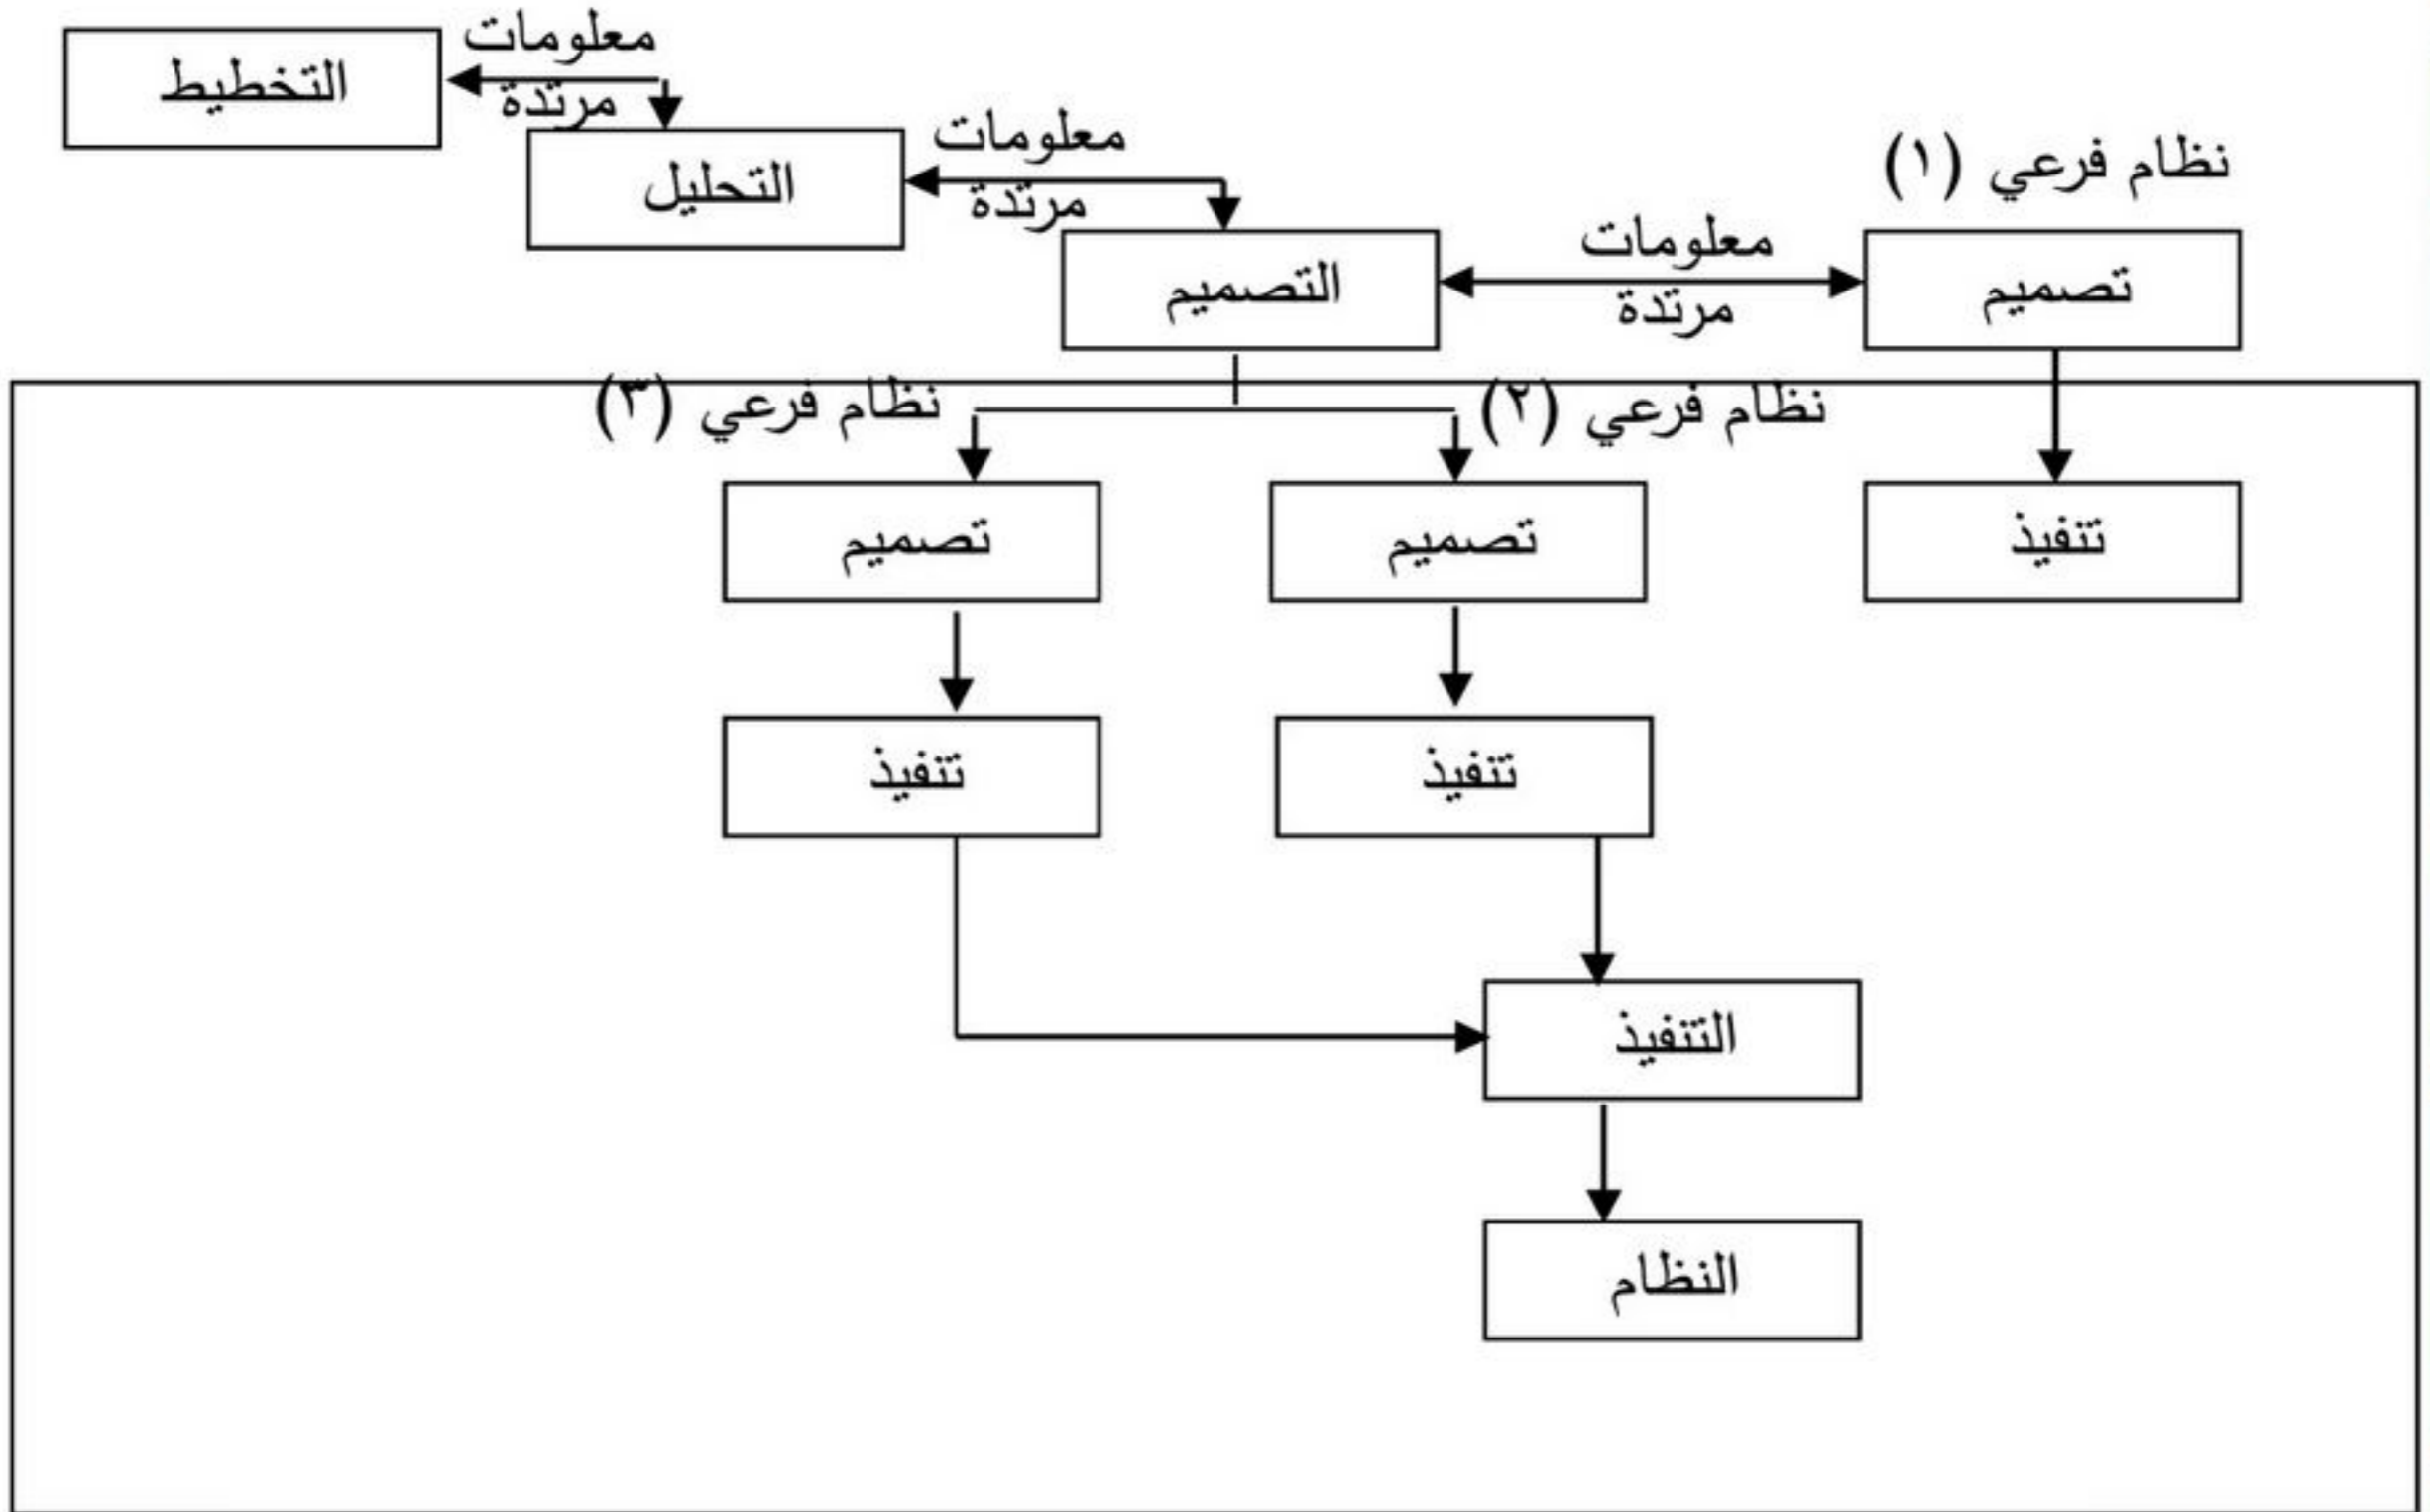 معلومات
التخطيط
مرتدة
معلومات
نظام فرعي (١)
التحليل
مرتدة
معلومات
التصميم
تصميم
مرتدة
نظام فرعي (٢)
نظام فرعي (٣)
تنفيذ
تصميم
تصميم
تنفيذ
تنفيذ
التنفيذ
النظام